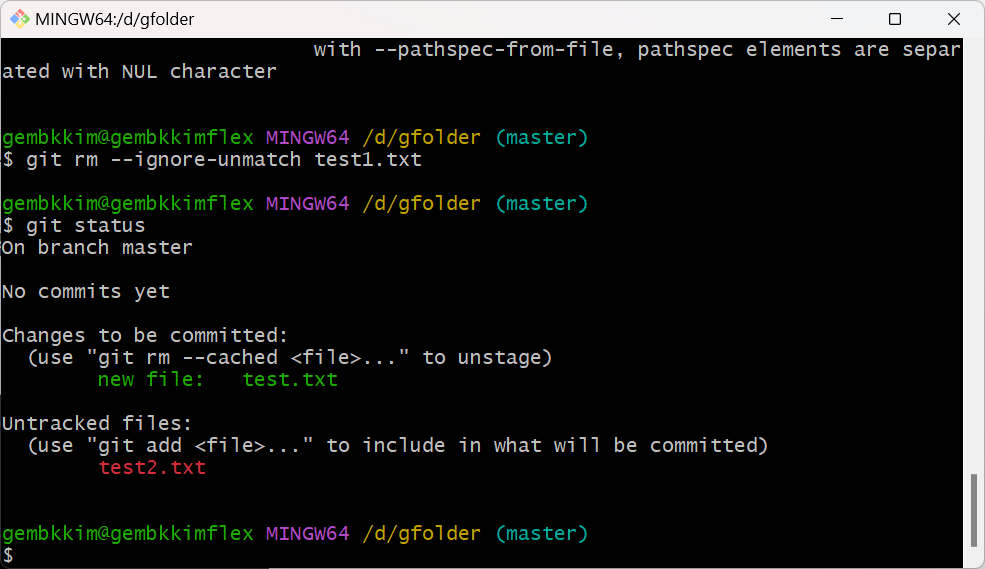 MINGW64:/d/gfolder
with --pathspec-from-file, pathspec elements are separ
ated with NUL character
gembkkim@gembkkimflex MINGW64 /d/gfolder (master)
$ git rm --ignore-unmatch test1.txt
gembkkim@gembkkimflex MINGW64 /d/gfolder (master)
$ git status
On branch master
No commits yet
Changes to be committed:
(use "git rm --cached <file>..." to unstage)
new file:   test.txt
Untracked files:
(use "git add <file>..." to include in what will be committed)
test2.txt
gembkkim@gembkkimflex MINGW64 /d/gfolder (master)
$